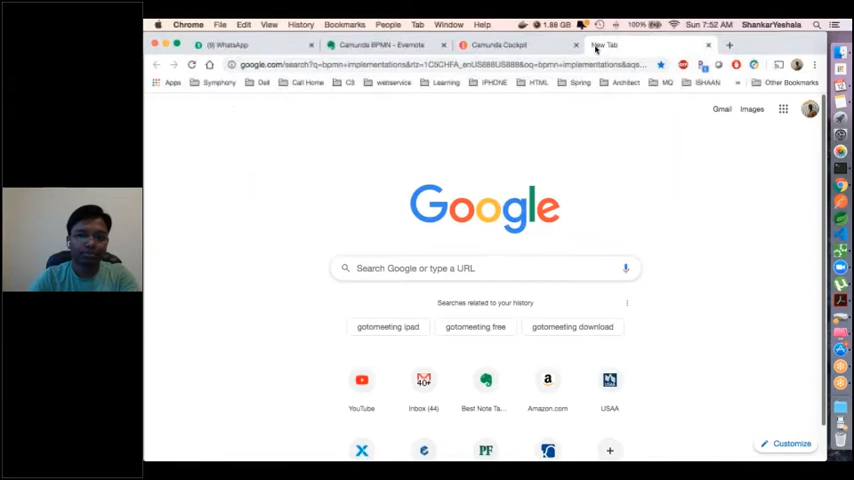 Chrome File Edit View History Bookmarks People Tab Window Help 1.88 GB 100% Sun 7:52 AM ShankarYeshala
(9) WhatsApp Camunda BPMN - Evernote Camunda Cockpit New Tab
google.com/search?q=bpmn+implementations&rlz=1C5CHFA_enUS888US888&oq=bpmn+implementations&aqs...
Apps Symphony Dell Call Home C3 webservice Learning IPHONE HTML Spring Architect ISHAAN » Other Bookmarks
Gmail Images
Google
Search Google or type a URL
Searches related to your history
gotomeeting ipad gotomeeting free gotomeeting download
40+
YouTube Inbox (44) Best Note Ta... Amazon.com USAA
PF
Customize